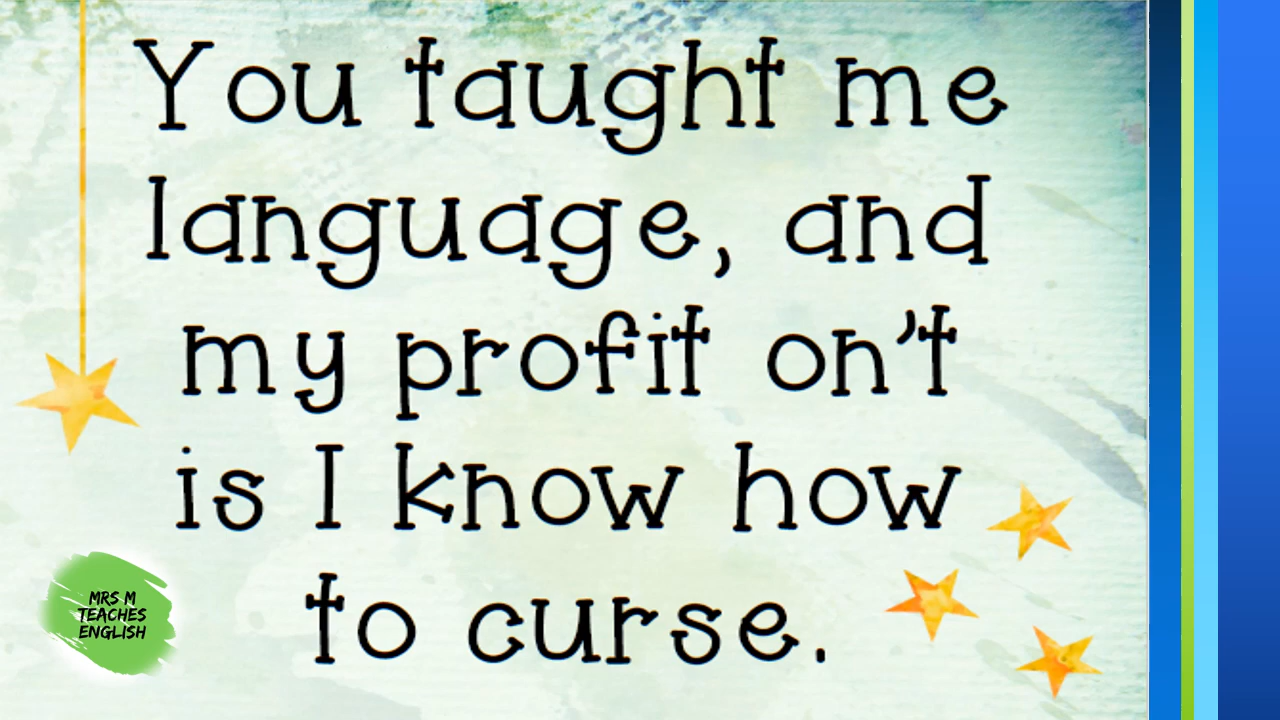 You taught me
language, and
my profit on’t
is I know how
to curse.
MRS M
TEACHES
ENGLISH